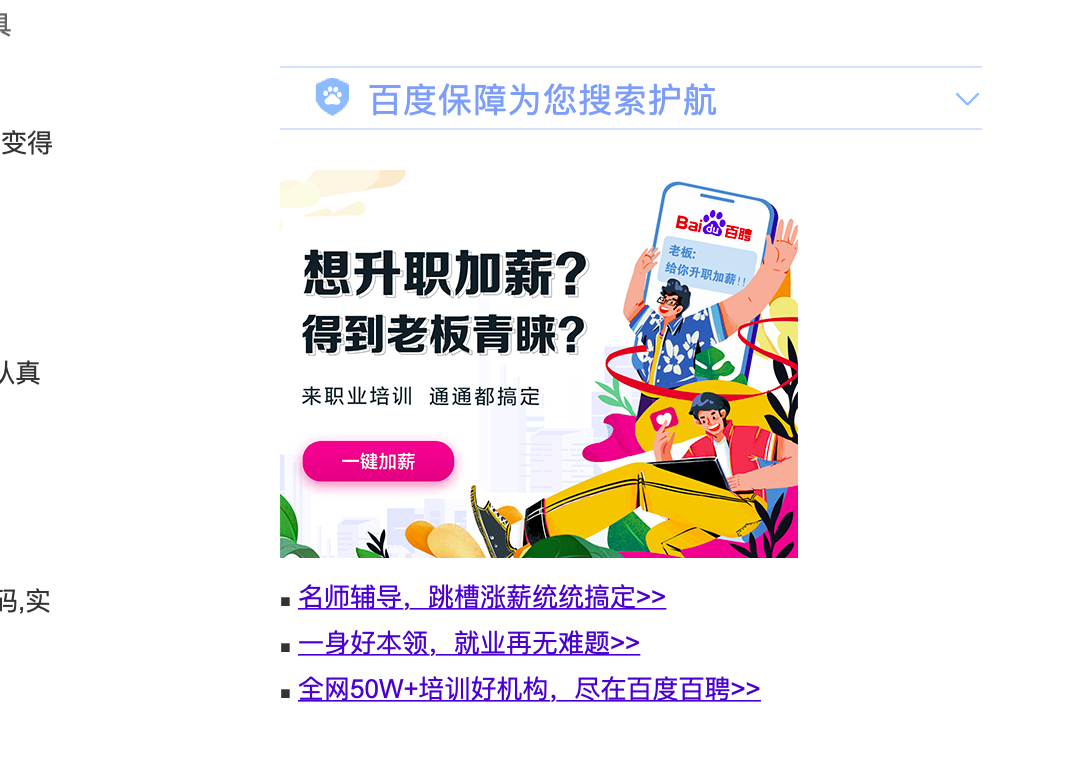 具
变得
认真
码,实
百度保障为您搜索护航
Bai du 百聘
老板:
给你升职加薪!!
想升职加薪?
得到老板青睐?
来职业培训 通通都搞定
一键加薪
名师辅导，跳槽涨薪统统搞定>>
一身好本领，就业再无难题>>
全网50W+培训好机构，尽在百度百聘>>